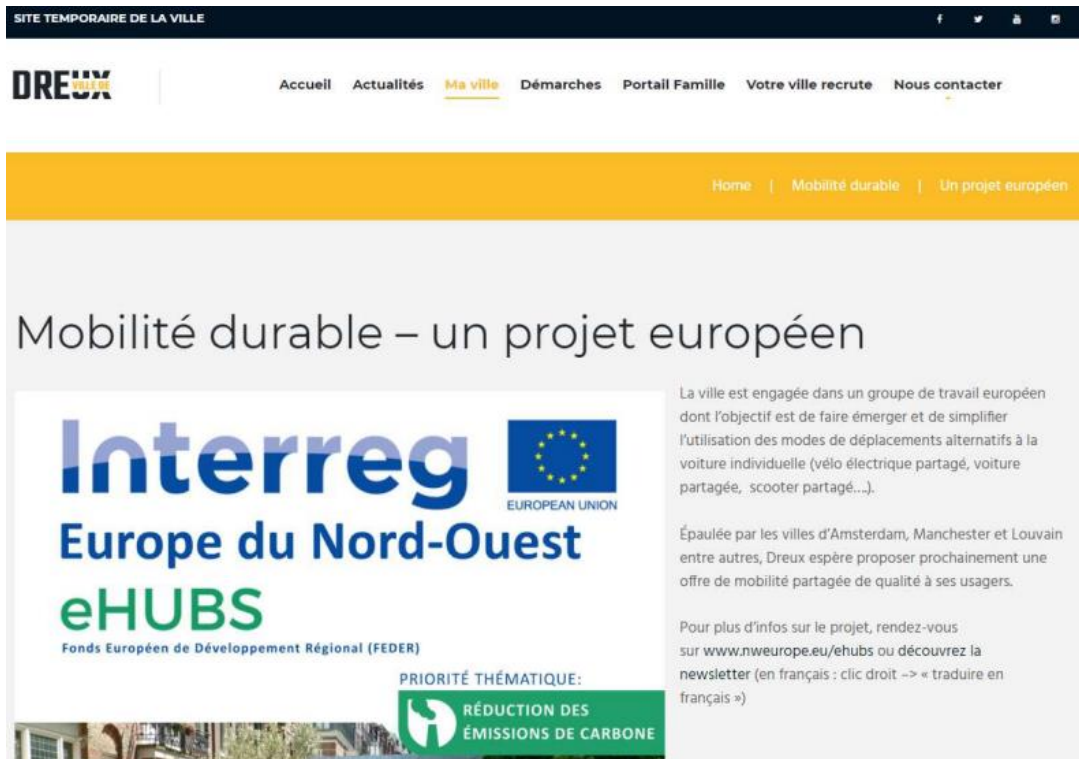 SITE TEMPORAIRE DE LA VILLE
DREUX
VILLE DE
Accueil Actualités Ma ville Démarches Portail Famille Votre ville recrute Nous contacter
Home | Mobilité durable | Un projet européen
Mobilité durable – un projet européen
Interreg
EUROPEAN UNION
Europe du Nord-Ouest
eHUBS
Fonds Européen de Développement Régional (FEDER)
PRIORITÉ THÉMATIQUE:
RÉDUCTION DES
ÉMISSIONS DE CARBONE
La ville est engagée dans un groupe de travail européen
dont l'objectif est de faire émerger et de simplifier
l'utilisation des modes de déplacements alternatifs à la
voiture individuelle (vélo électrique partagé, voiture
partagée, scooter partagé....).
Épaulée par les villes d'Amsterdam, Manchester et Louvain
entre autres, Dreux espère proposer prochainement une
offre de mobilité partagée de qualité à ses usagers.
Pour plus d'infos sur le projet, rendez-vous
sur www.nweurope.eu/ehubs ou découvrez la
newsletter (en français : clic droit –> « traduire en
français »)